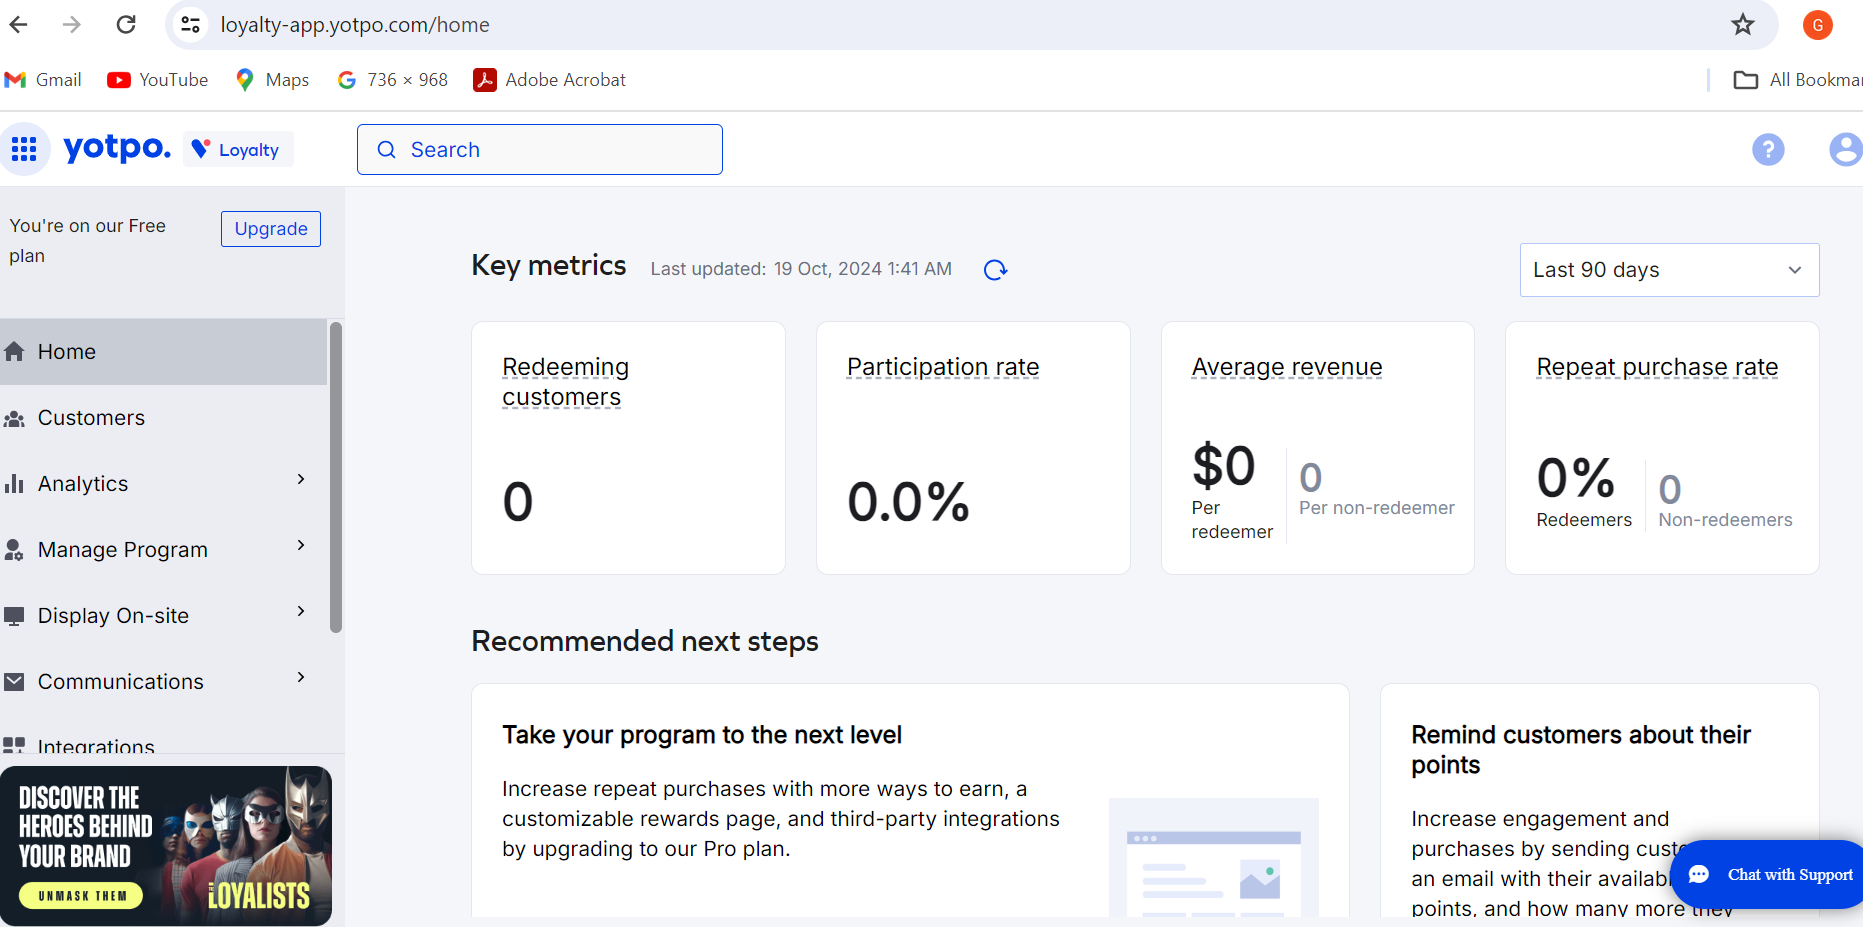 loyalty-app.yotpo.com/home
G
Gmail
YouTube
Maps
736 × 968
Adobe Acrobat
All Bookmar
yotpo.
Loyalty
Search
?
You're on our Free
plan
Upgrade
Home
Customers
Analytics
Manage Program
Display On-site
Communications
Integrations
DISCOVER THE
HEROES BEHIND
YOUR BRAND
UNMASK THEM
THE LOYALISTS
Key metrics
Last updated: 19 Oct, 2024 1:41 AM
Last 90 days
Redeeming
customers
0
Participation rate
0.0%
Average revenue
$0
Per
redeemer
0
Per non-redeemer
Repeat purchase rate
0%
Redeemers
0
Non-redeemers
Recommended next steps
Take your program to the next level
Increase repeat purchases with more ways to earn, a
customizable rewards page, and third-party integrations
by upgrading to our Pro plan.
Remind customers about their
points
Increase engagement and
purchases by sending custo
an email with their availabl
points, and how many more they
Chat with Support